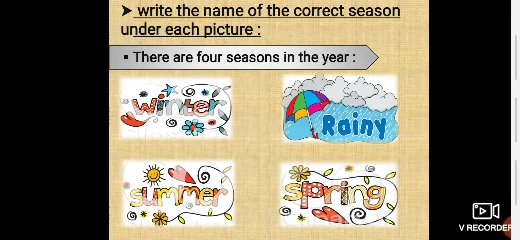 ➤ write the name of the correct season
under each picture :
▪ There are four seasons in the year :
winter
Rainy
summer
spring
V RECORDER